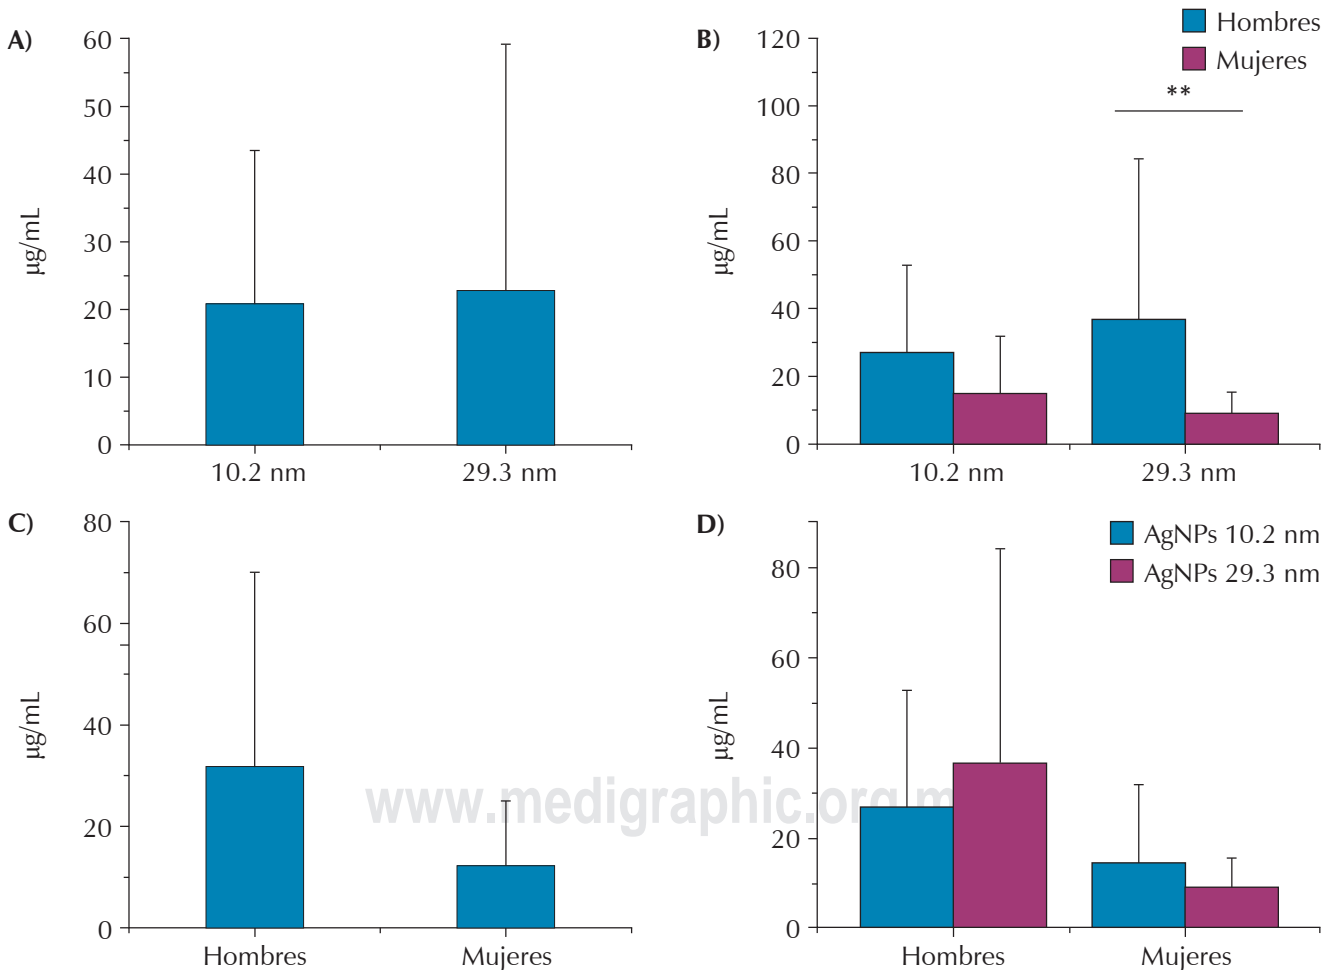 A)
60
50
40
30
20
10
0
µg/mL
10.2 nm
29.3 nm
B)
Hombres
Mujeres
**
120
100
80
60
40
20
0
µg/mL
10.2 nm
29.3 nm
C)
80
60
40
20
0
µg/mL
Hombres
Mujeres
D)
AgNPs 10.2 nm
AgNPs 29.3 nm
80
60
40
20
0
µg/mL
Hombres
Mujeres
www.medigraphic.org.m